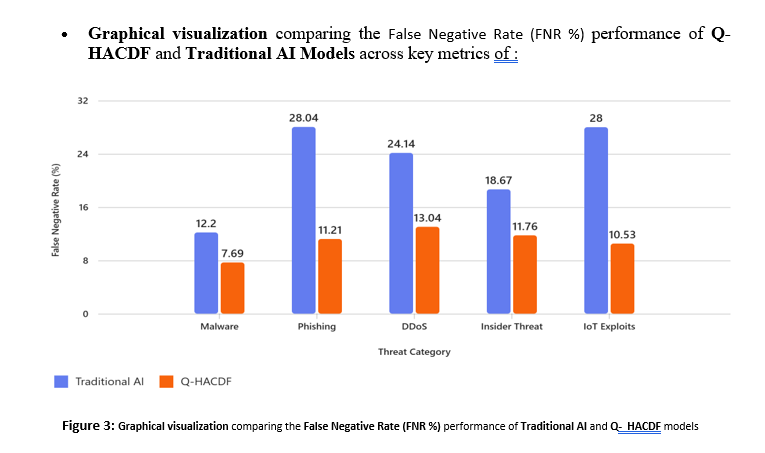 • Graphical visualization comparing the False Negative Rate (FNR %) performance of Q-
HACDF and Traditional AI Models across key metrics of :
32
24
16
8
0
False Negative Rate (%)
12.2
7.69
28.04
11.21
24.14
13.04
18.67
11.76
28
10.53
Malware
Phishing
DDoS
Insider Threat
IoT Exploits
Threat Category
Traditional AI
Q-HACDF
Figure 3: Graphical visualization comparing the False Negative Rate (FNR %) performance of Traditional AI and Q- HACDF models